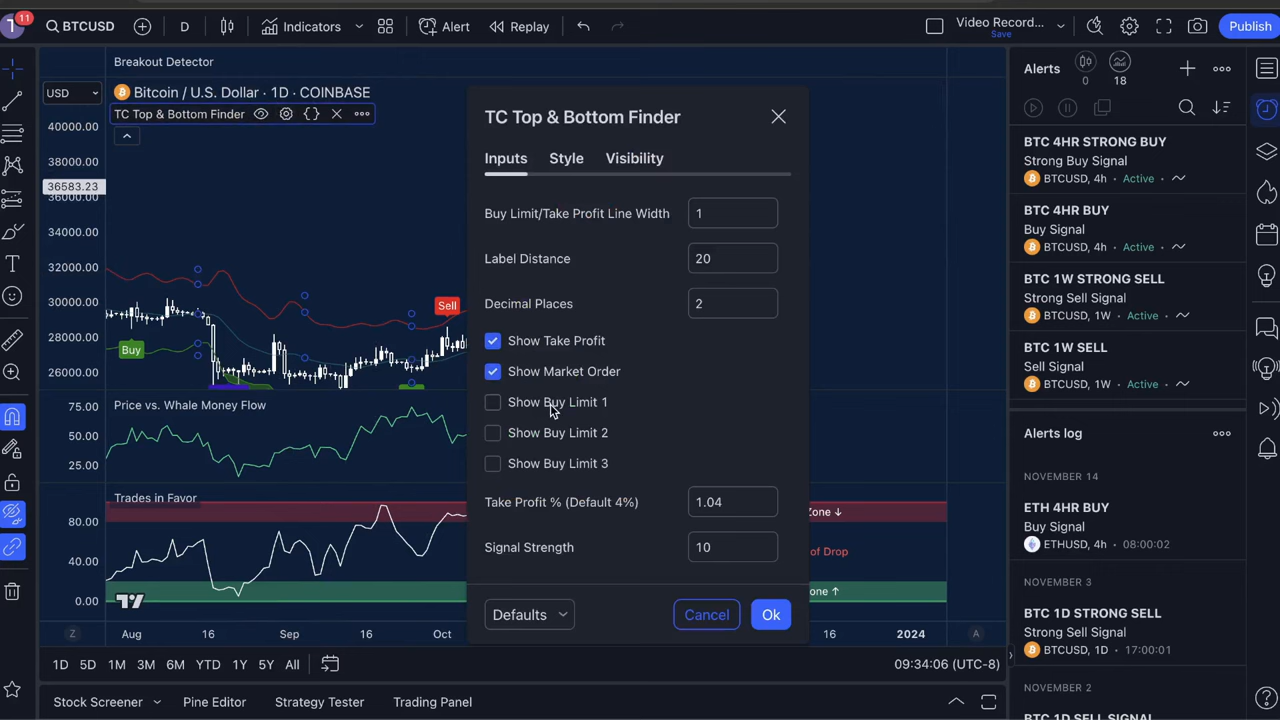 T
11
BTCUSD
D
Indicators
Alert
Replay
Video Record...
Save
Publish
Breakout Detector
USD
Bitcoin / U.S. Dollar · 1D · COINBASE
TC Top & Bottom Finder
40000.00
38000.00
36583.23
36000.00
34000.00
32000.00
30000.00
28000.00
26000.00
Buy
Sell
75.00
50.00
25.00
Price vs. Whale Money Flow
Trades in Favor
80.00
40.00
0.00
Zone ↓
of Drop
one ↑
Z
Aug
16
Sep
16
Oct
16
2024
A
1D
5D
1M
3M
6M
YTD
1Y
5Y
All
09:34:06 (UTC-8)
Stock Screener
Pine Editor
Strategy Tester
Trading Panel
TC Top & Bottom Finder
Inputs
Style
Visibility
Buy Limit/Take Profit Line Width
1
Label Distance
20
Decimal Places
2
Show Take Profit
Show Market Order
Show Buy Limit 1
Show Buy Limit 2
Show Buy Limit 3
Take Profit % (Default 4%)
1.04
Signal Strength
10
Defaults
Cancel
Ok
Alerts
0
18
BTC 4HR STRONG BUY
Strong Buy Signal
BTCUSD, 4h · Active ·
BTC 4HR BUY
Buy Signal
BTCUSD, 4h · Active ·
BTC 1W STRONG SELL
Strong Sell Signal
BTCUSD, 1W · Active ·
BTC 1W SELL
Sell Signal
BTCUSD, 1W · Active ·
Alerts log
NOVEMBER 14
ETH 4HR BUY
Buy Signal
ETHUSD, 4h · 08:00:02
NOVEMBER 3
BTC 1D STRONG SELL
Strong Sell Signal
BTCUSD, 1D · 17:00:01
NOVEMBER 2
BTC 1D SELL SIGNAL